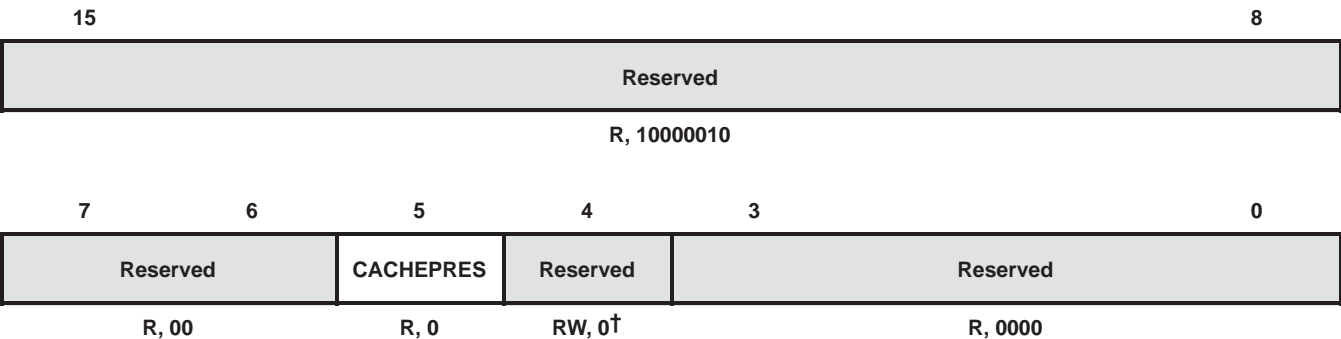 15 8
Reserved
R, 10000010
7 6 5 4 3 0
Reserved CACHEPRES Reserved Reserved
R, 00 R, 0 RW, 0† R, 0000